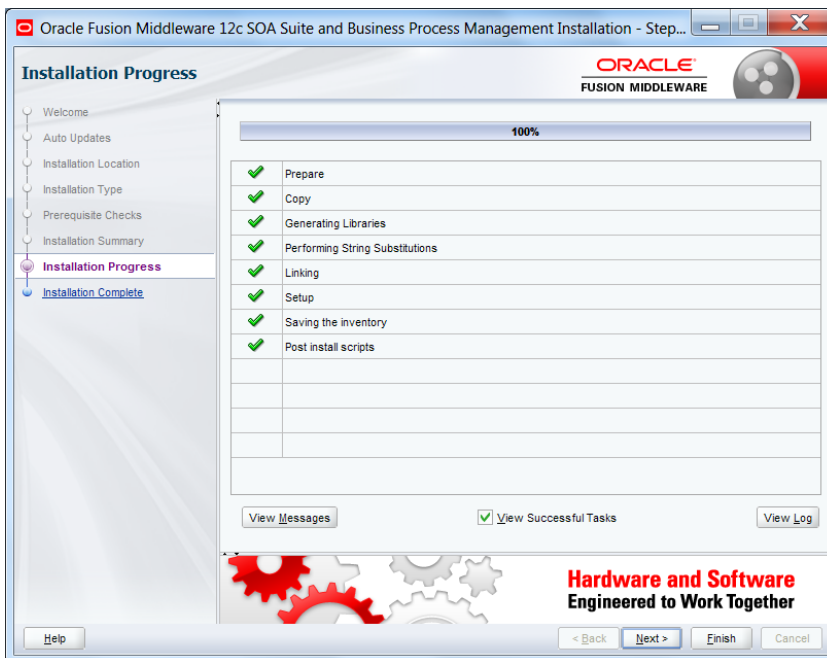 Oracle Fusion Middleware 12c SOA Suite and Business Process Management Installation - Step...
Installation Progress
ORACLE
FUSION MIDDLEWARE
Welcome
Auto Updates
Installation Location
Installation Type
Prerequisite Checks
Installation Summary
Installation Progress
Installation Complete
100%
Prepare
Copy
Generating Libraries
Performing String Substitutions
Linking
Setup
Saving the inventory
Post install scripts
View Messages
View Successful Tasks
View Log
Hardware and Software
Engineered to Work Together
Help
< Back
Next >
Finish
Cancel